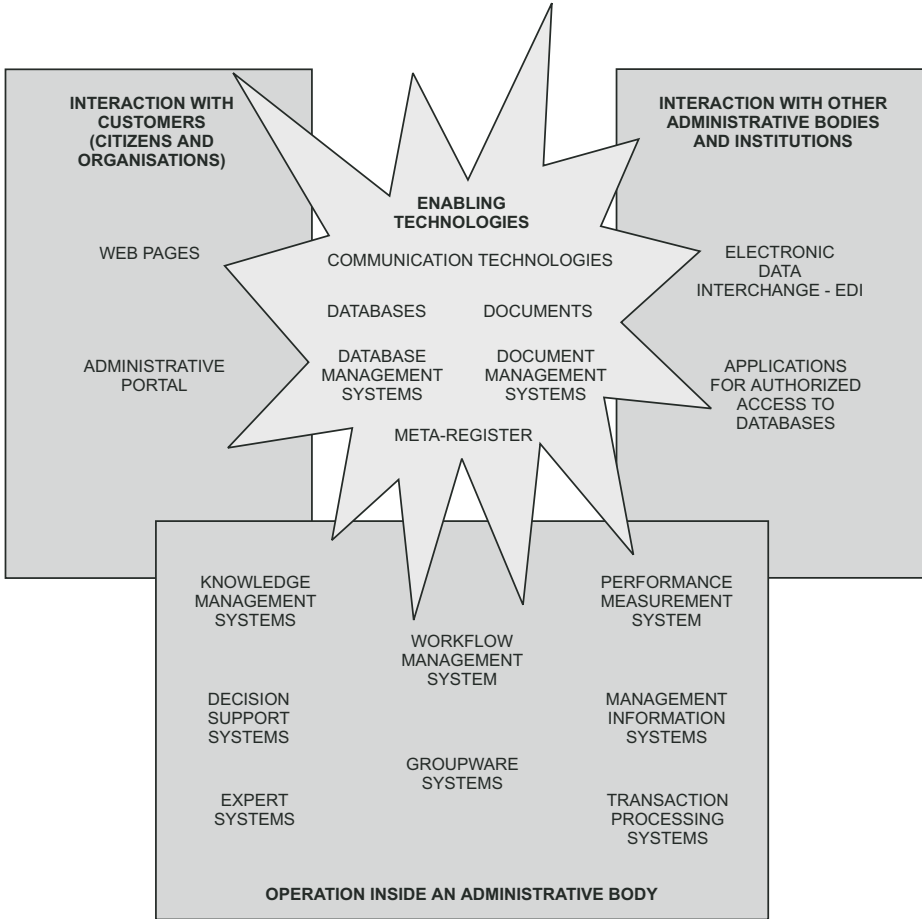 INTERACTION WITH
CUSTOMERS
(CITIZENS AND
ORGANISATIONS)
WEB PAGES
ADMINISTRATIVE
PORTAL
ENABLING
TECHNOLOGIES
COMMUNICATION TECHNOLOGIES
DATABASES
DOCUMENTS
DATABASE
MANAGEMENT
SYSTEMS
DOCUMENT
MANAGEMENT
SYSTEMS
META-REGISTER
INTERACTION WITH OTHER
ADMINISTRATIVE BODIES
AND INSTITUTIONS
ELECTRONIC
DATA
INTERCHANGE - EDI
APPLICATIONS
FOR AUTHORIZED
ACCESS TO
DATABASES
KNOWLEDGE
MANAGEMENT
SYSTEMS
DECISION
SUPPORT
SYSTEMS
EXPERT
SYSTEMS
WORKFLOW
MANAGEMENT
SYSTEM
GROUPWARE
SYSTEMS
PERFORMANCE
MEASUREMENT
SYSTEM
MANAGEMENT
INFORMATION
SYSTEMS
TRANSACTION
PROCESSING
SYSTEMS
OPERATION INSIDE AN ADMINISTRATIVE BODY